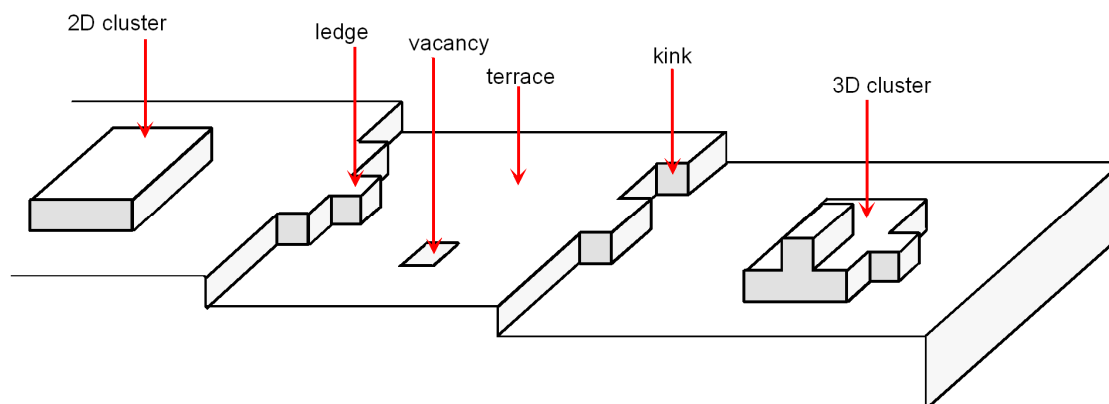 2D cluster
ledge
vacancy
terrace
kink
3D cluster